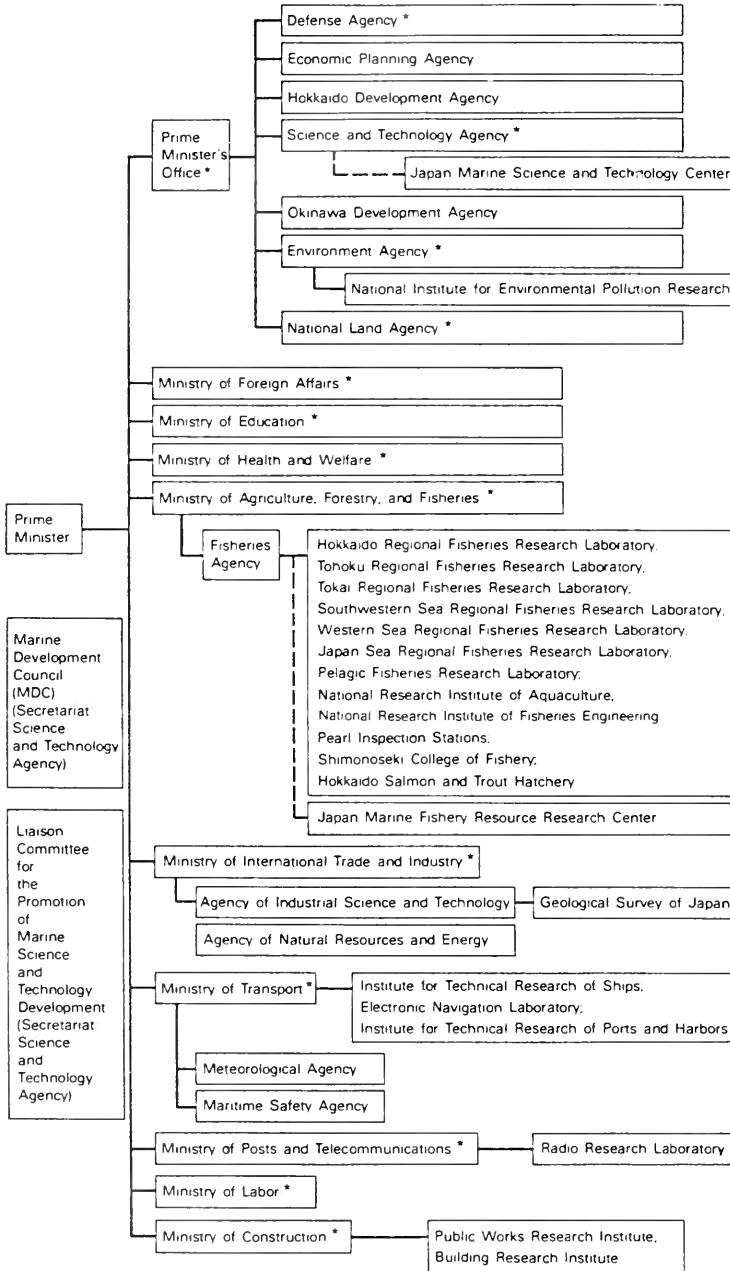 Defense Agency *
Economic Planning Agency
Hokkaido Development Agency
Prime
Minister's
Office *
Science and Technology Agency *
Japan Marine Science and Technology Center
Okinawa Development Agency
Environment Agency *
National Institute for Environmental Pollution Research
National Land Agency *
Ministry of Foreign Affairs *
Ministry of Education *
Ministry of Health and Welfare *
Ministry of Agriculture, Forestry, and Fisheries *
Prime
Minister
Fisheries
Agency
Hokkaido Regional Fisheries Research Laboratory.
Tohoku Regional Fisheries Research Laboratory;
Tokai Regional Fisheries Research Laboratory,
Southwestern Sea Regional Fisheries Research Laboratory,
Western Sea Regional Fisheries Research Laboratory,
Japan Sea Regional Fisheries Research Laboratory,
Pelagic Fisheries Research Laboratory;
National Research Institute of Aquaculture,
National Research Institute of Fisheries Engineering
Pearl Inspection Stations,
Shimonoseki College of Fishery;
Hokkaido Salmon and Trout Hatchery
Japan Marine Fishery Resource Research Center
Marine
Development
Council
(MDC)
(Secretariat
Science
and Technology
Agency)
Liaison
Committee
for
the
Promotion
of
Marine
Science
and
Technology
Development
(Secretariat
Science
and
Technology
Agency)
Ministry of International Trade and Industry *
Agency of Industrial Science and Technology
Geological Survey of Japan
Agency of Natural Resources and Energy
Ministry of Transport *
Institute for Technical Research of Ships,
Electronic Navigation Laboratory;
Institute for Technical Research of Ports and Harbors
Meteorological Agency
Maritime Safety Agency
Ministry of Posts and Telecommunications *
Radio Research Laboratory
Ministry of Labor *
Ministry of Construction *
Public Works Research Institute,
Building Research Institute